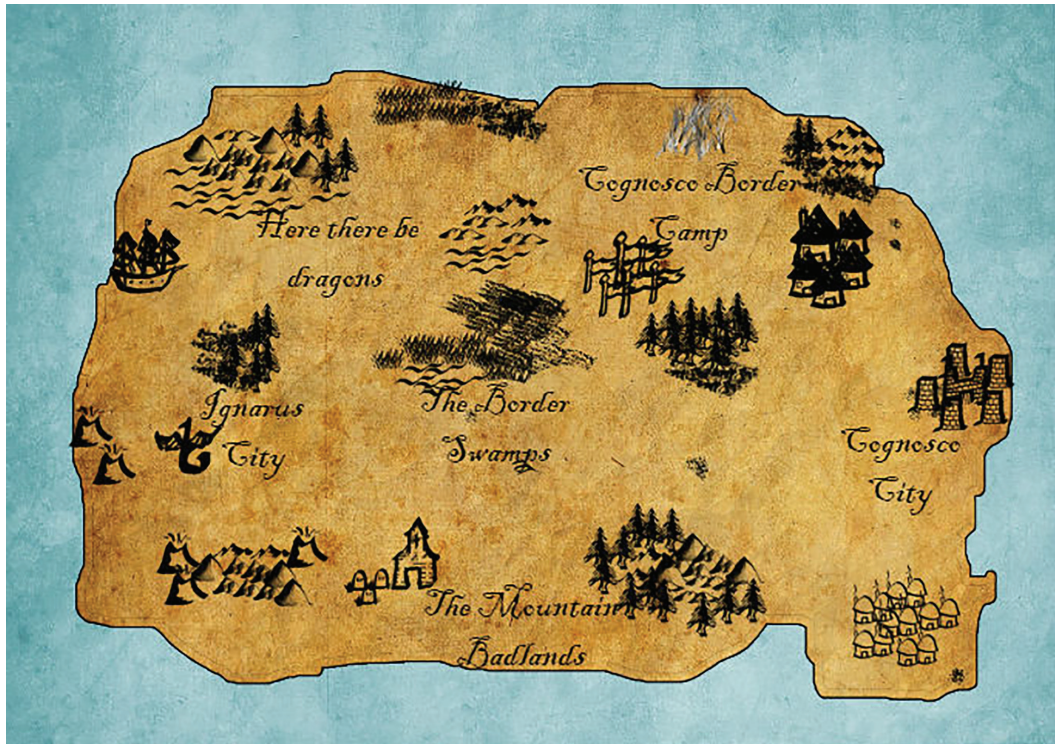 Cognosco Border
Camp
Here there be
dragons
Ignarus
City
The Border
Swamps
Cognosco
City
The Mountain
Badlands